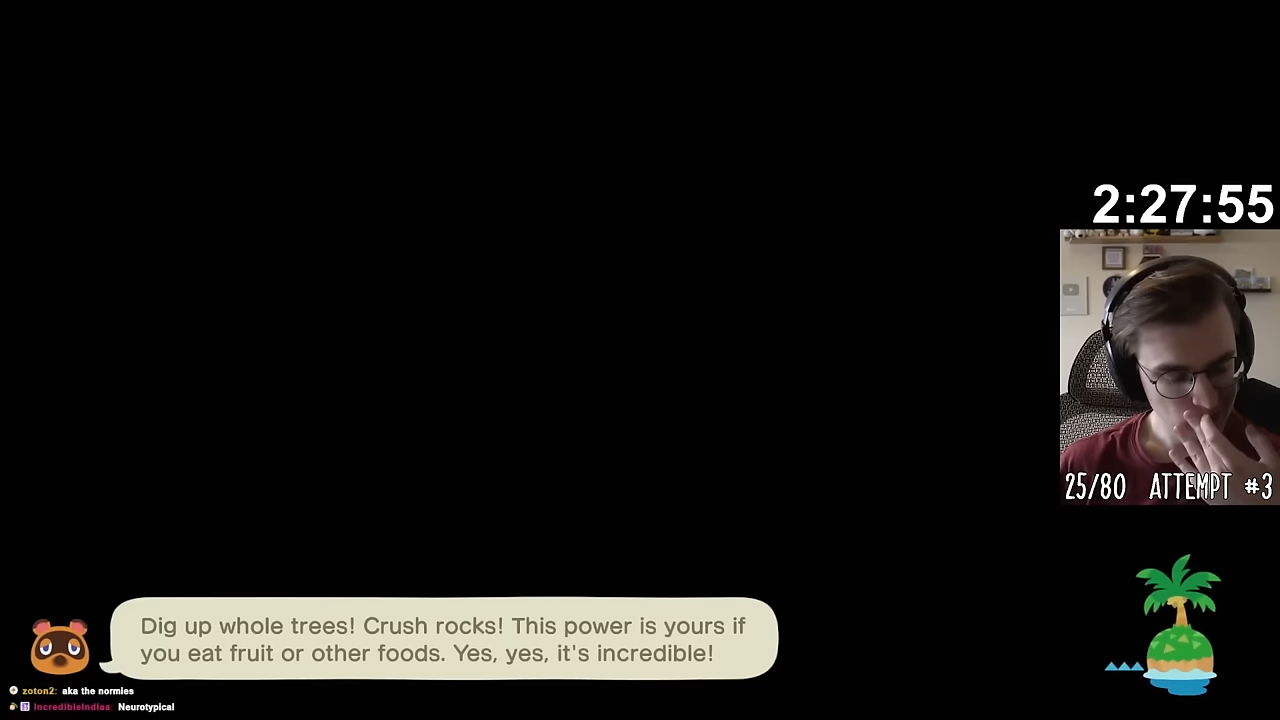 2:27:55
25/80 ATTEMPT #3
Dig up whole trees! Crush rocks! This power is yours if
you eat fruit or other foods. Yes, yes, it's incredible!
zoton2: aka the normies
incredibleindiaa: Neurotypical